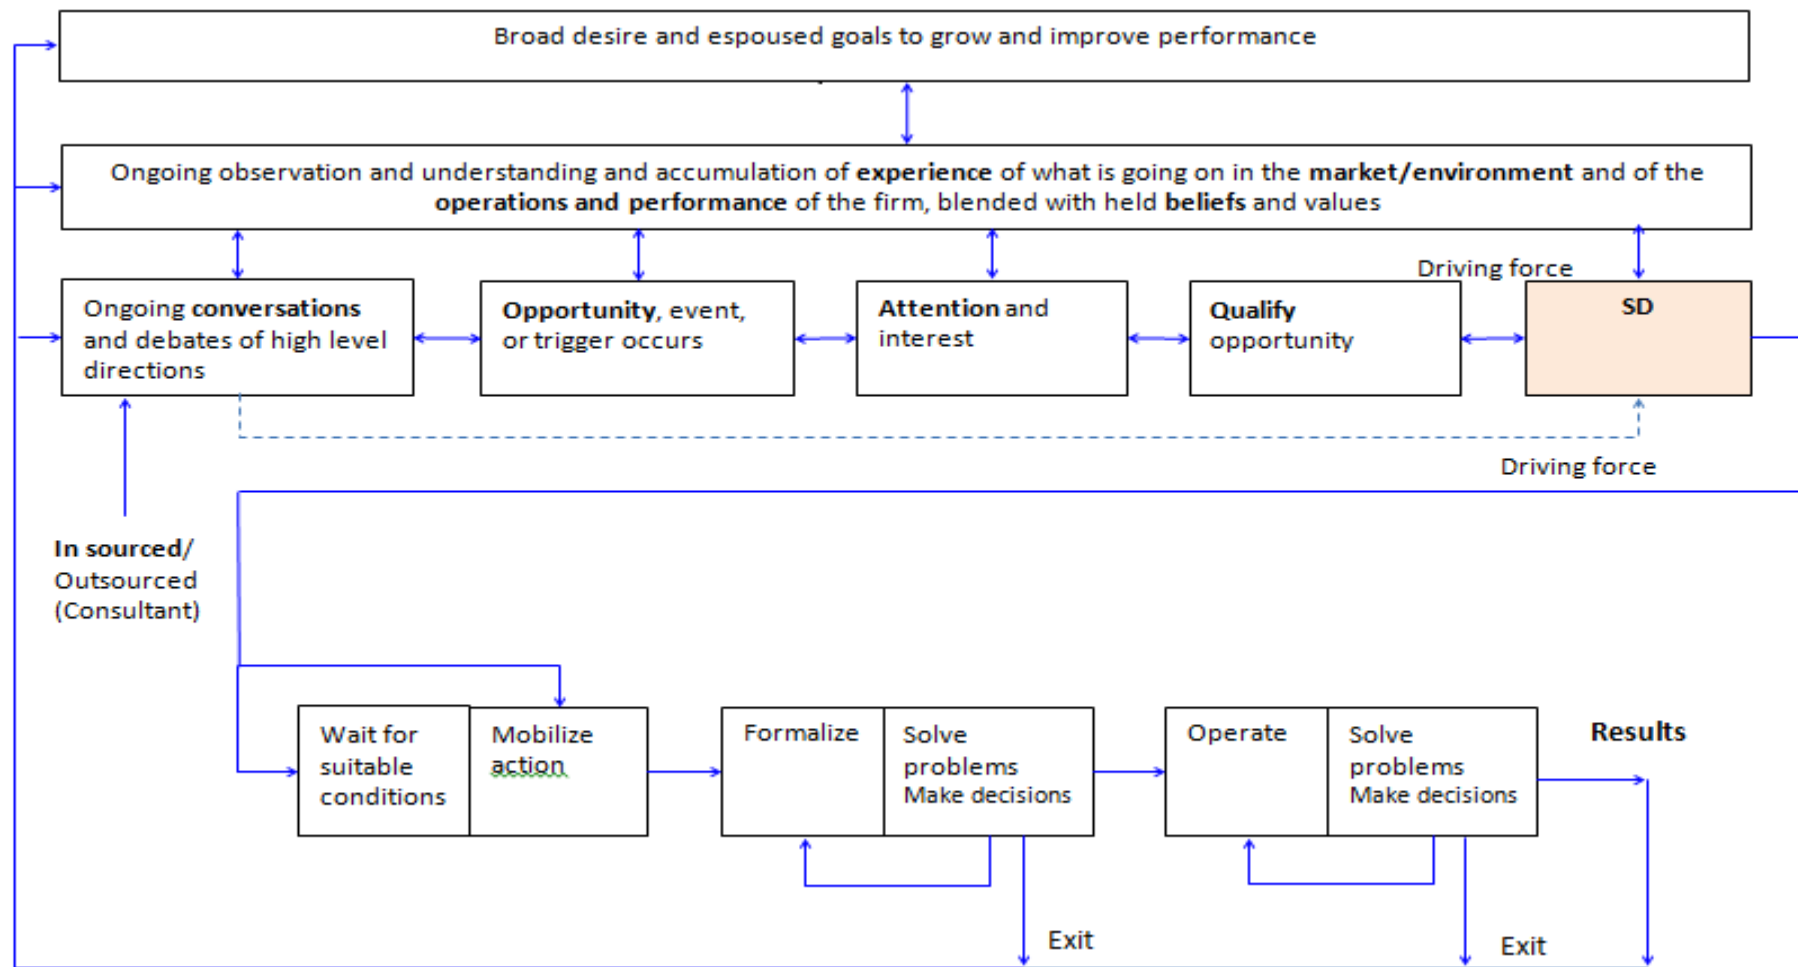 Broad desire and espoused goals to grow and improve performance
Ongoing observation and understanding and accumulation of experience of what is going on in the market/environment and of the
operations and performance of the firm, blended with held beliefs and values
Driving force
Ongoing conversations
and debates of high level
directions
Opportunity, event,
or trigger occurs
Attention and
interest
Qualify
opportunity
SD
Driving force
In sourced/
Outsourced
(Consultant)
Wait for
suitable
conditions
Mobilize
action
Formalize
Solve
problems
Make decisions
Operate
Solve
problems
Make decisions
Results
Exit
Exit